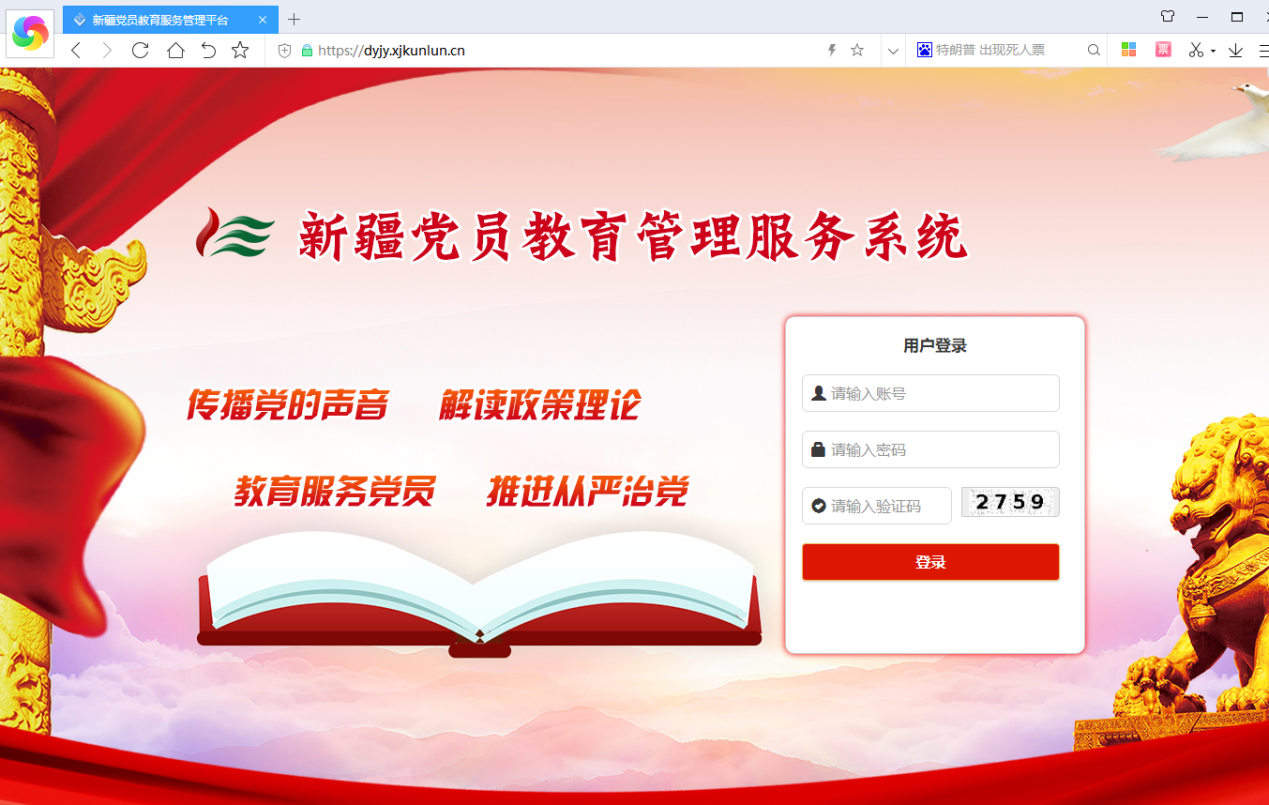 新疆党员教育服务管理平台
https://dyjy.xjkunlun.cn
特朗普 出现死人票
票
新疆党员教育管理服务系统
用户登录
请输入账号
传播党的声音 解读政策理论
请输入密码
教育服务党员 推进从严治党
请输入验证码 2759
登录